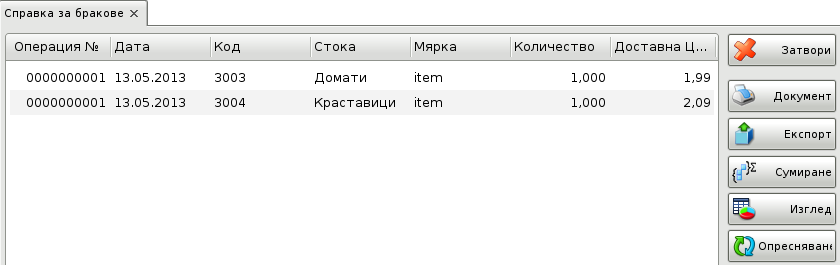 Справка за бракове
Операция № Дата Код Стока Мярка Количество Доставна Ц...
0000000001 13.05.2013 3003 Домати item 1,000 1,99
0000000001 13.05.2013 3004 Краставици item 1,000 2,09
Затвори
Документ
Експорт
Сумиране
Изглед
Опресняване